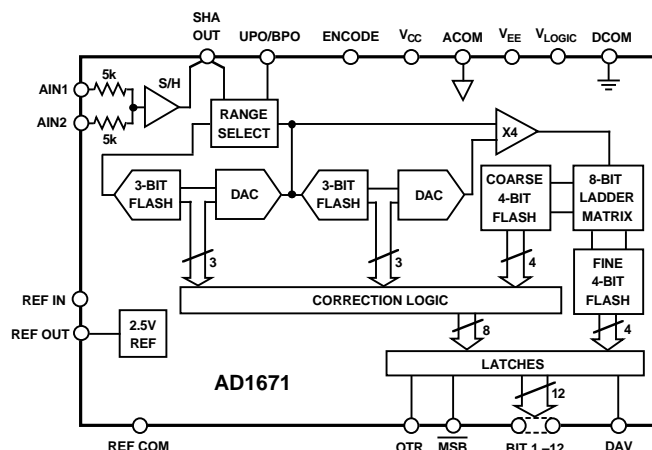 SHA
OUT
UPO/BPO
ENCODE
VCC
ACOM
VEE
VLOGIC
DCOM
AIN1
5k
S/H
AIN2
5k
RANGE
SELECT
X4
3-BIT
FLASH
DAC
3-BIT
FLASH
DAC
COARSE
4-BIT
FLASH
8-BIT
LADDER
MATRIX
3
3
4
FINE
4-BIT
FLASH
REF IN
CORRECTION LOGIC
REF OUT
2.5V
REF
8
4
LATCHES
AD1671
12
REF COM
OTR
MSB
BIT 1 –12
DAV